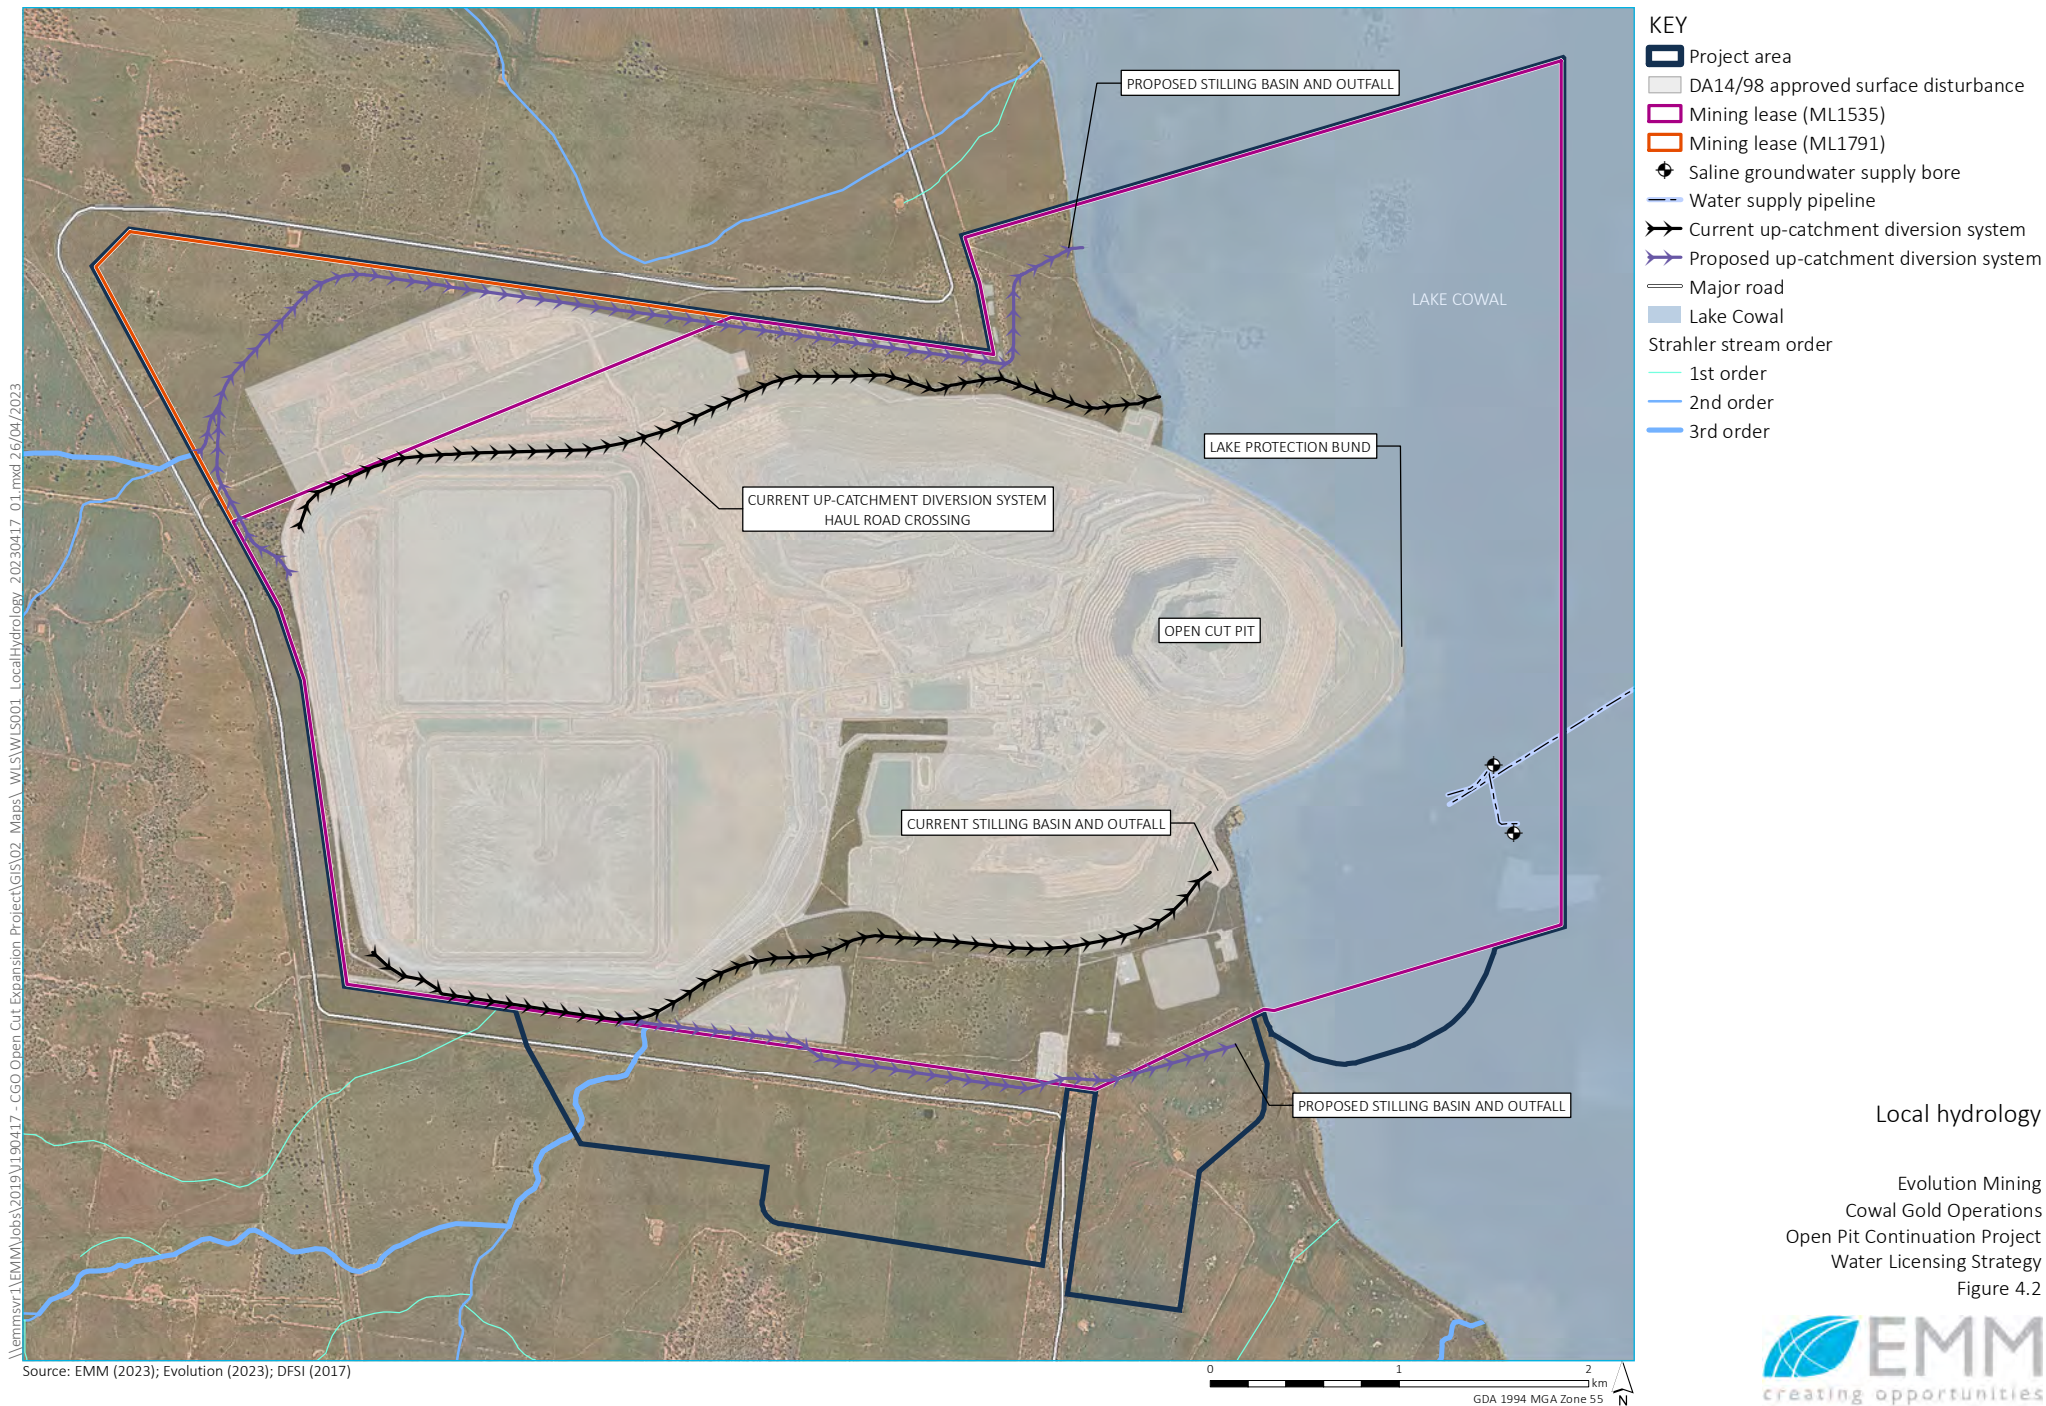 PROPOSED STILLING BASIN AND OUTFALL
LAKE COWAL
LAKE PROTECTION BUND
CURRENT UP-CATCHMENT DIVERSION SYSTEM
HAUL ROAD CROSSING
OPEN CUT PIT
CURRENT STILLING BASIN AND OUTFALL
PROPOSED STILLING BASIN AND OUTFALL
KEY
Project area
DA14/98 approved surface disturbance
Mining lease (ML1535)
Mining lease (ML1791)
Saline groundwater supply bore
Water supply pipeline
Current up-catchment diversion system
Proposed up-catchment diversion system
Major road
Lake Cowal
Strahler stream order
1st order
2nd order
3rd order
\\emmsvr1\EMM\Jobs\2019\J190417 - CGO Open Cut Expansion Project\GIS\02_Maps\_WLS\WLS001_LocalHydrology_20230417_01.mxd 26/04/2023
Source: EMM (2023); Evolution (2023); DFSI (2017)
0 1 2
km
GDA 1994 MGA Zone 55
N
Local hydrology
Evolution Mining
Cowal Gold Operations
Open Pit Continuation Project
Water Licensing Strategy
Figure 4.2
EMM
creating opportunities